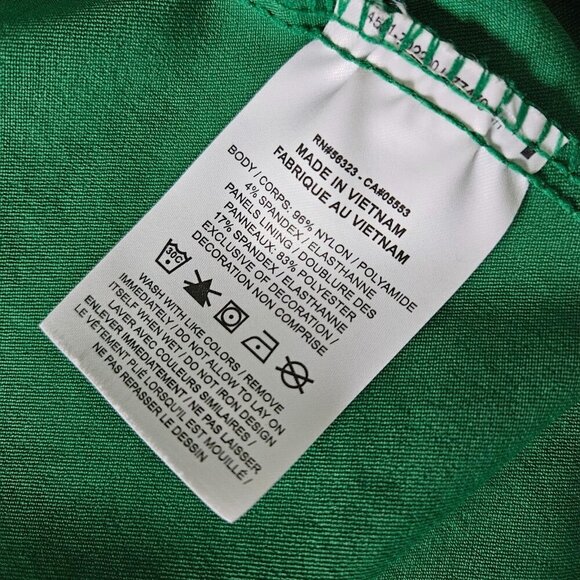 RN#56323 - CA#05553
MADE IN VIETNAM
FABRIQUE AU VIETNAM
BODY / CORPS: 96% NYLON / POLYAMIDE
4% SPANDEX / ELASTHANNE
PANELS LINING / DOUBLURE DES
PANNEAUX: 83% POLYESTER
17% SPANDEX / ELASTHANNE
EXCLUSIVE OF DECORATION
DÉCORATION NON COMPRISE
30C
WASH WITH LIKE COLORS / REMOVE
IMMEDIATELY / DO NOT ALLOW TO LAY ON
ITSELF WHEN WET / DO NOT IRON DESIGN
LAVER AVEC COULEURS SIMILAIRES /
ENLEVER IMMÉDIATEMENT / NE PAS LAISSER
LE VÊTEMENT PLIÉ LORSQU'IL EST MOUILLÉ /
NE PAS REPASSER LE DESSIN